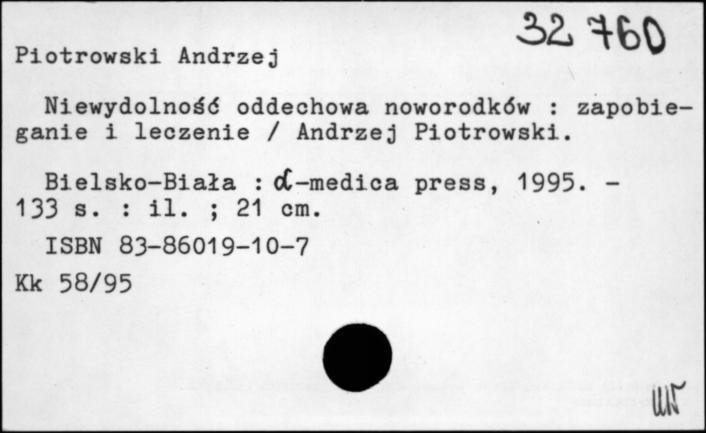 32 760
Piotrowski Andrzej
Niewydolność oddechowa noworodków : zapobie-
ganie i leczenie / Andrzej Piotrowski.
Bielsko-Biała : α-medica press, 1995. -
133 s. : il. ; 21 cm.
ISBN 83-86019-10-7
Kk 58/95